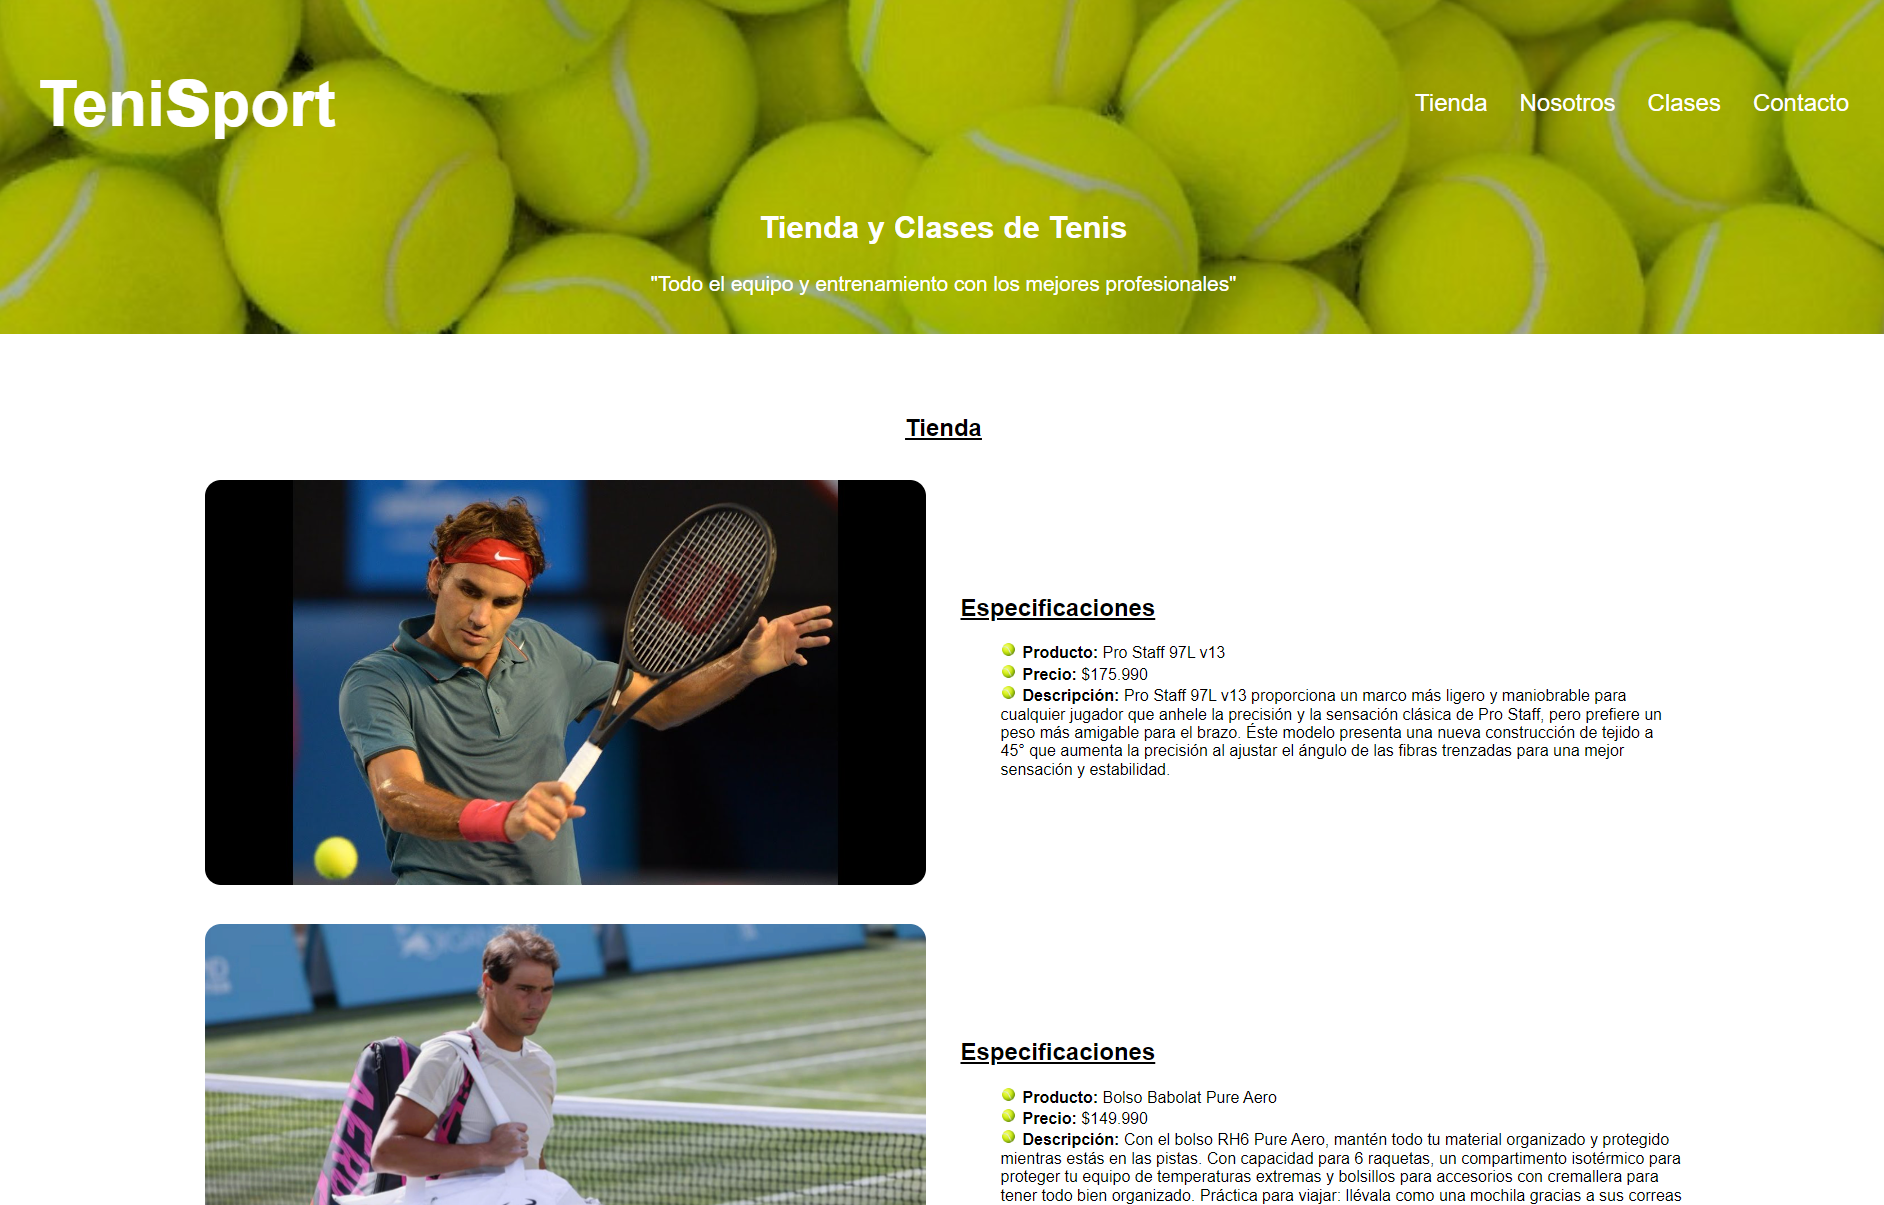 TeniSport
Tienda Nosotros Clases Contacto
Tienda y Clases de Tenis
"Todo el equipo y entrenamiento con los mejores profesionales"
Tienda
Especificaciones
Producto: Pro Staff 97L v13
Precio: $175.990
Descripción: Pro Staff 97L v13 proporciona un marco más ligero y maniobrable para
cualquier jugador que anhele la precisión y la sensación clásica de Pro Staff, pero prefiere un
peso más amigable para el brazo. Éste modelo presenta una nueva construcción de tejido a
45° que aumenta la precisión al ajustar el ángulo de las fibras trenzadas para una mejor
sensación y estabilidad.
Especificaciones
Producto: Bolso Babolat Pure Aero
Precio: $149.990
Descripción: Con el bolso RH6 Pure Aero, mantén todo tu material organizado y protegido
mientras estás en las pistas. Con capacidad para 6 raquetas, un compartimento isotérmico para
proteger tu equipo de temperaturas extremas y bolsillos para accesorios con cremallera para
tener todo bien organizado. Práctica para viajar: llévala como una mochila gracias a sus correas